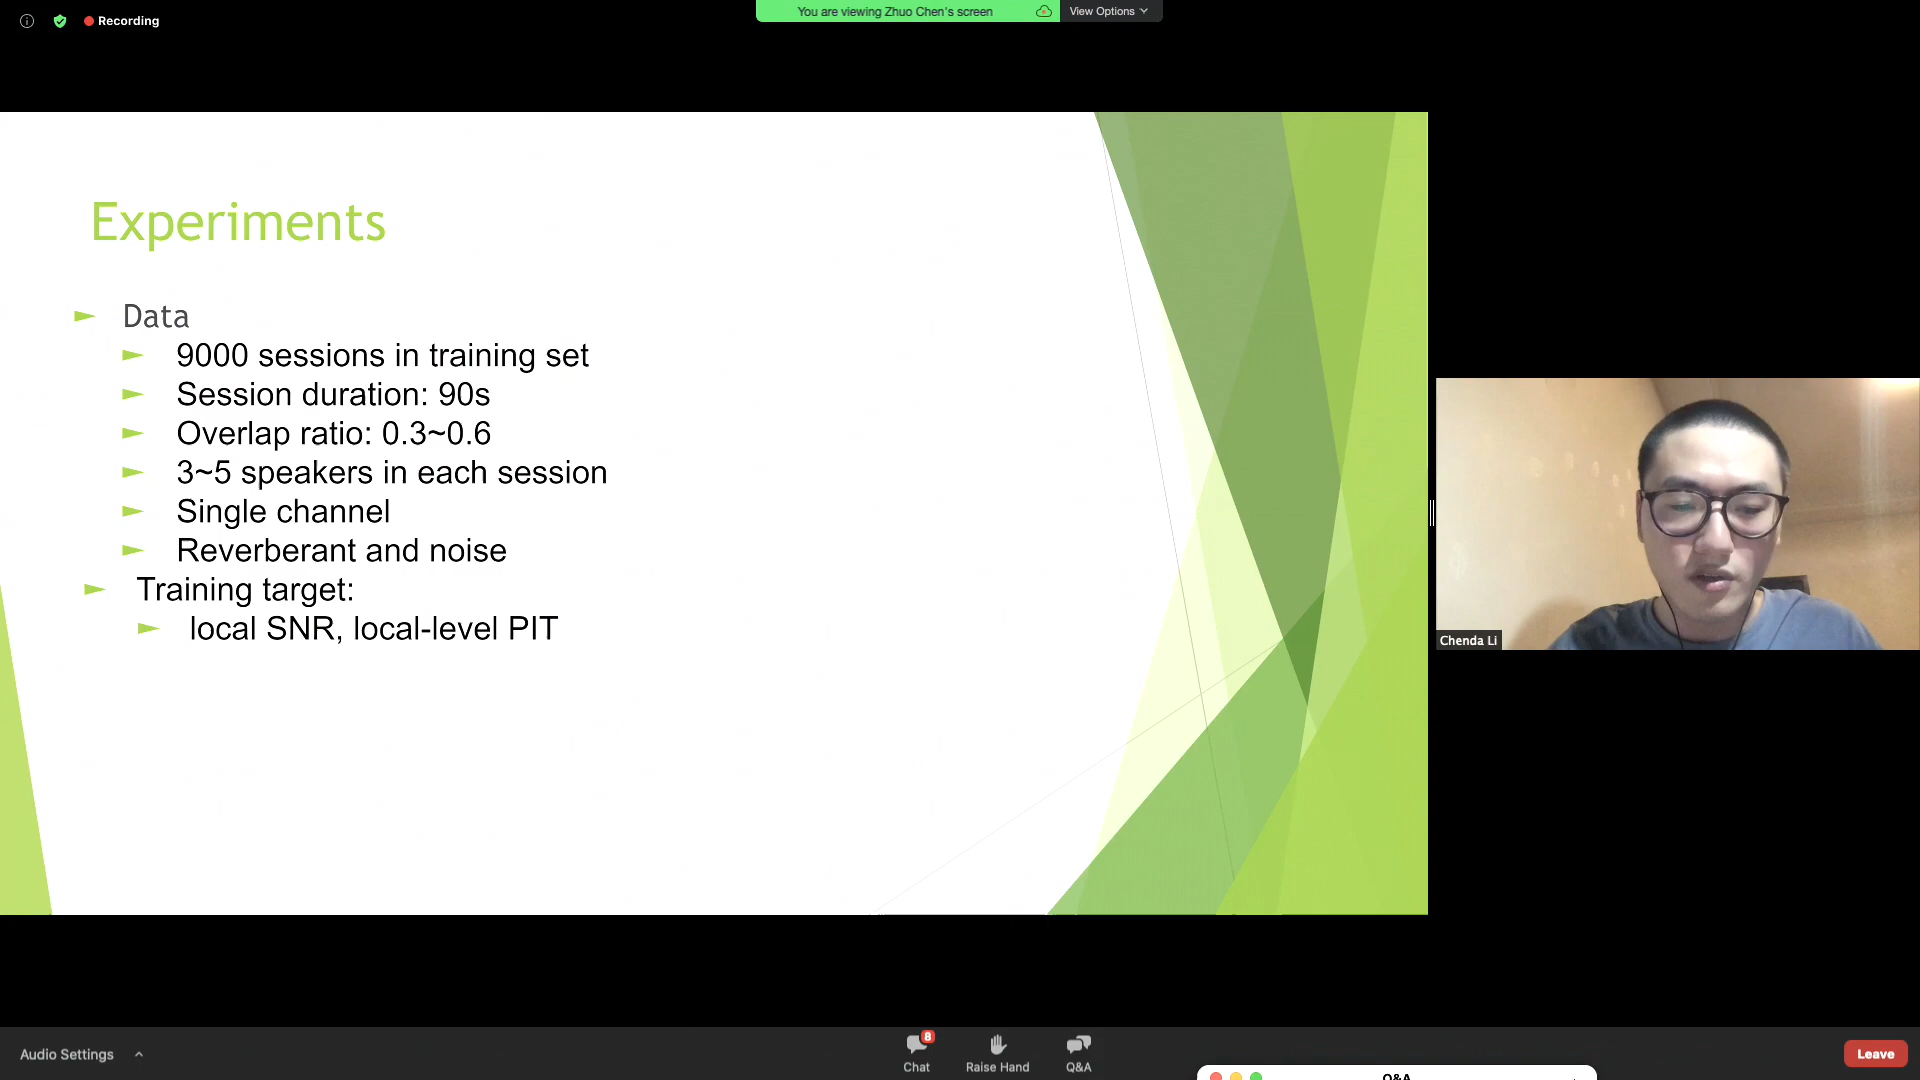 Recording
You are viewing Zhuo Chen's screen
View Options
Experiments
Data
9000 sessions in training set
Session duration: 90s
Overlap ratio: 0.3~0.6
3~5 speakers in each session
Single channel
Reverberant and noise
Training target:
local SNR, local-level PIT
Chenda Li
Audio Settings
8
Chat
Raise Hand
Q&A
Leave
Q&A